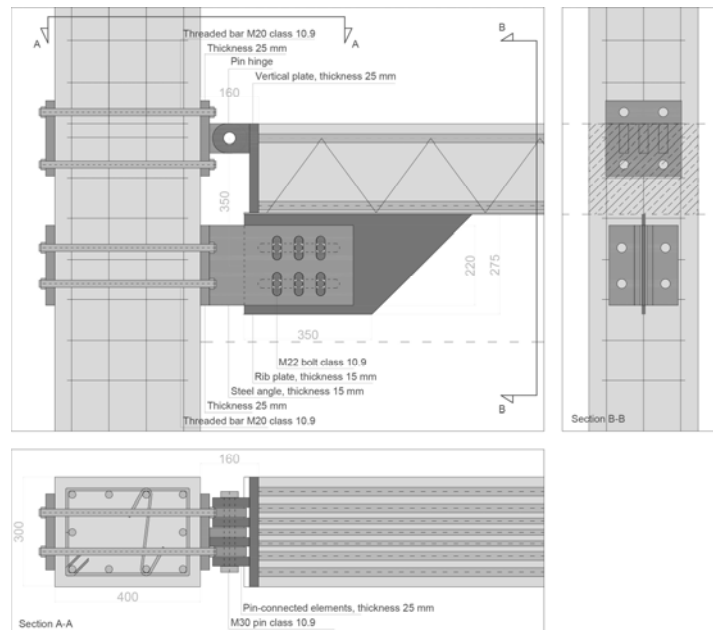 A
A
Threaded bar M20 class 10.9
Thickness 25 mm
Pin hinge
160
Vertical plate, thickness 25 mm
B
350
220
275
350
M22 bolt class 10.9
Rib plate, thickness 15 mm
Steel angle, thickness 15 mm
Thickness 25 mm
Threaded bar M20 class 10.9
B
Section B-B
160
300
400
Pin-connected elements, thickness 25 mm
Section A-A
M30 pin class 10.9